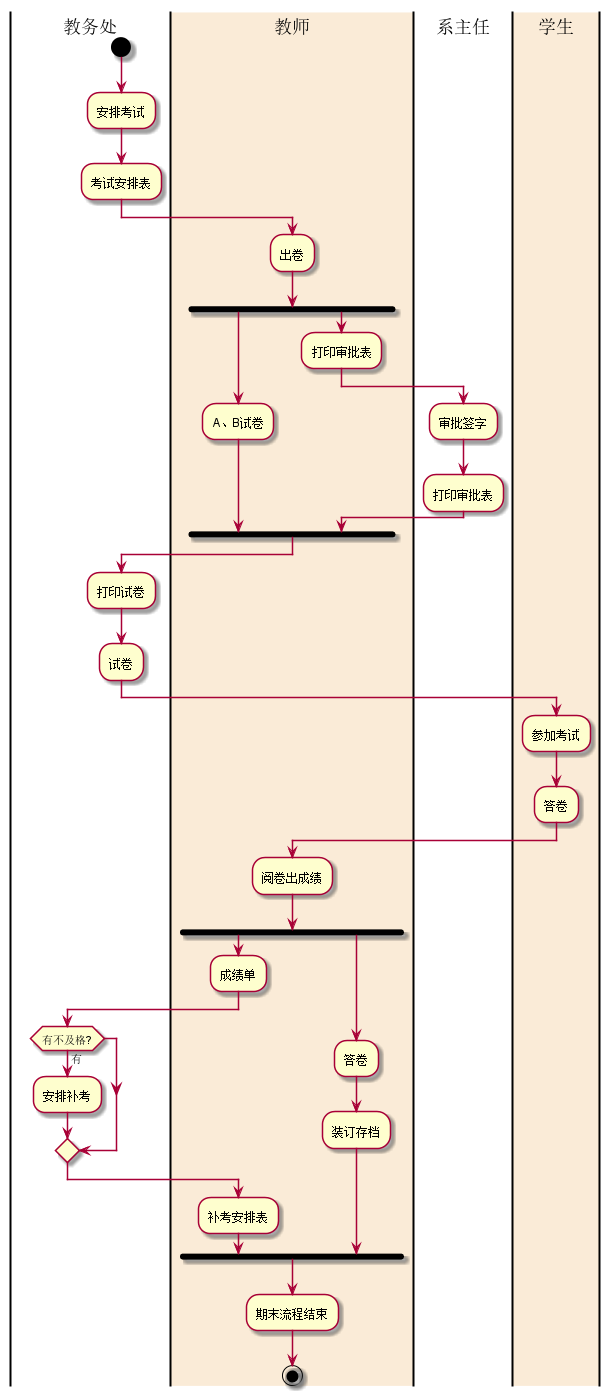 教务处
教师
系主任
学生
安排考试
考试安排表
出卷
打印审批表
A、B试卷
审批签字
打印审批表
打印试卷
试卷
参加考试
答卷
阅卷出成绩
成绩单
有不及格?
有
答卷
安排补考
装订存档
补考安排表
期末流程结束